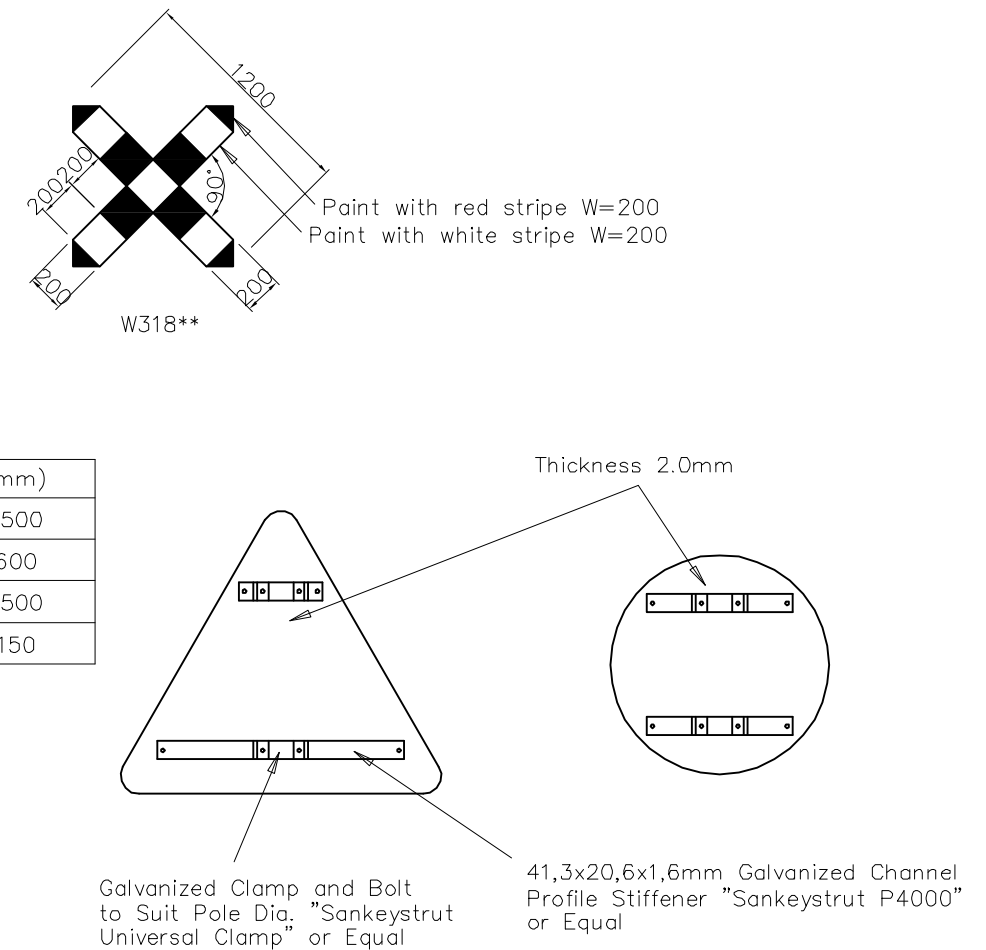 1200
200
200
90°
Paint with red stripe W=200
Paint with white stripe W=200
200
200
W318**
mm)
500
600
500
150
Thickness 2.0mm
Galvanized Clamp and Bolt
to Suit Pole Dia. "Sankeystrut
Universal Clamp" or Equal
41,3x20,6x1,6mm Galvanized Channel
Profile Stiffener "Sankeystrut P4000"
or Equal